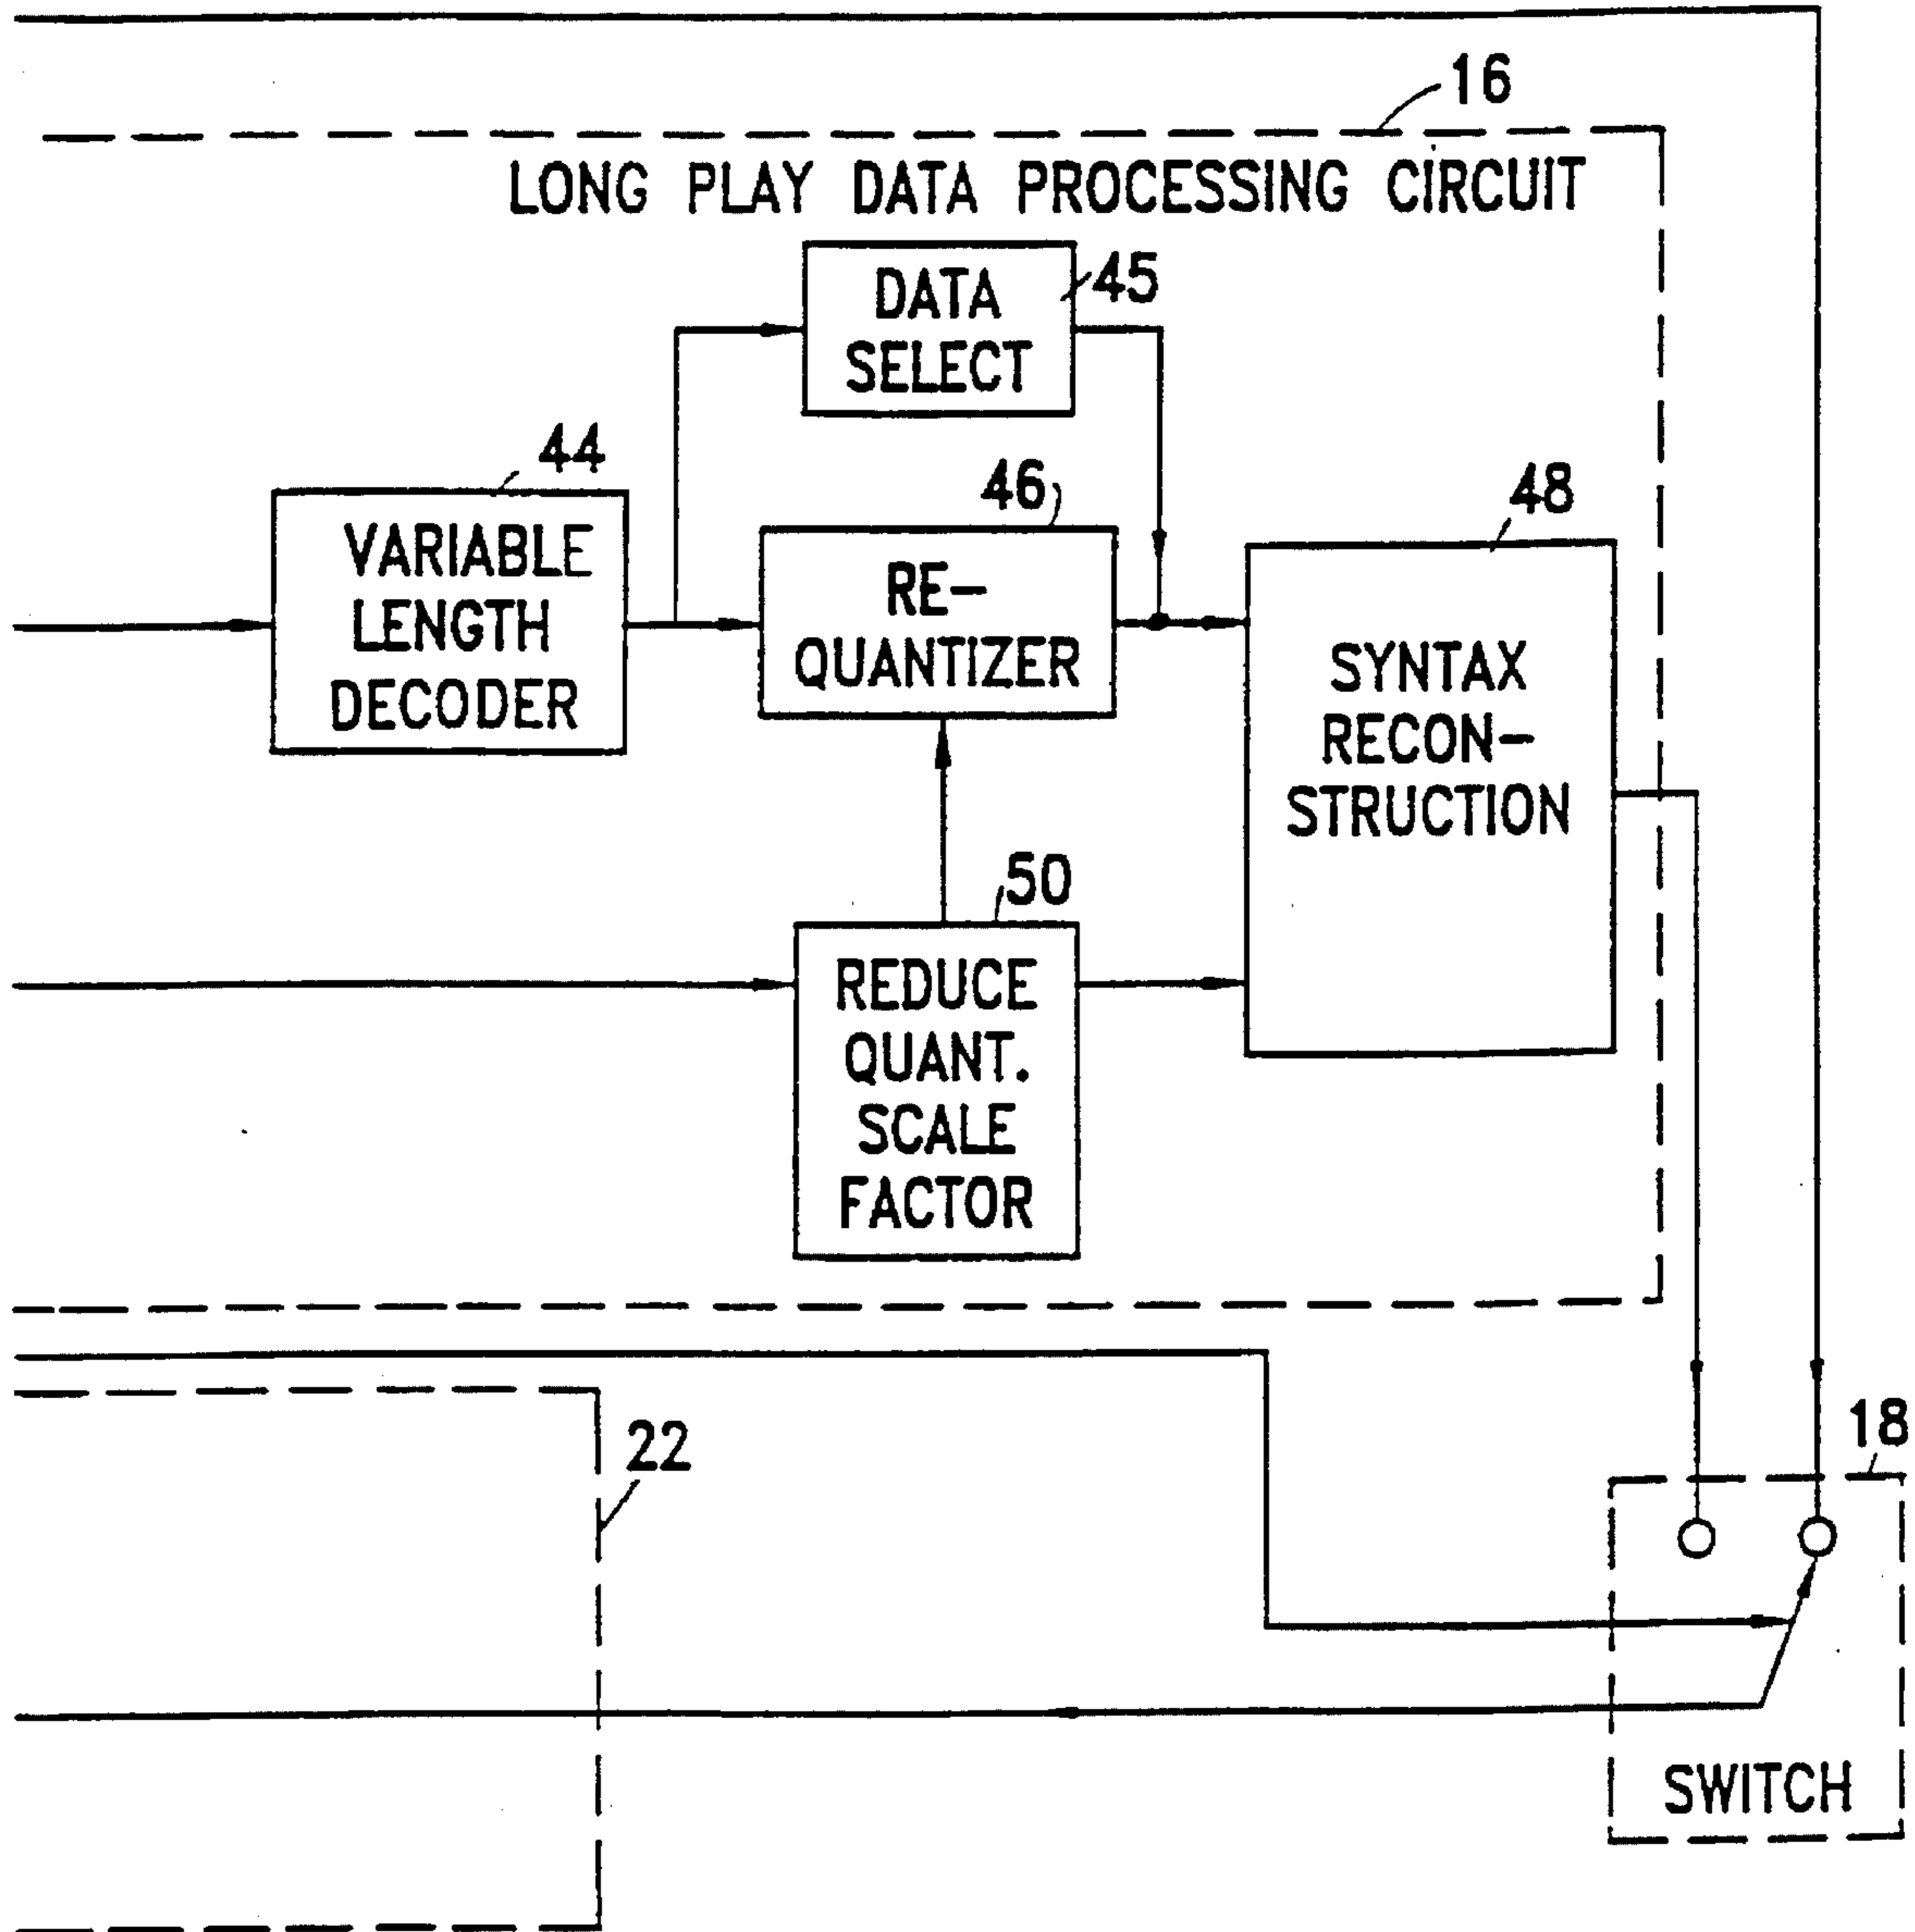 16
LONG PLAY DATA PROCESSING CIRCUIT
DATA
SELECT
45
44
VARIABLE
LENGTH
DECODER
46
RE-
QUANTIZER
48
SYNTAX
RECON-
STRUCTION
50
REDUCE
QUANT.
SCALE
FACTOR
22
18
SWITCH